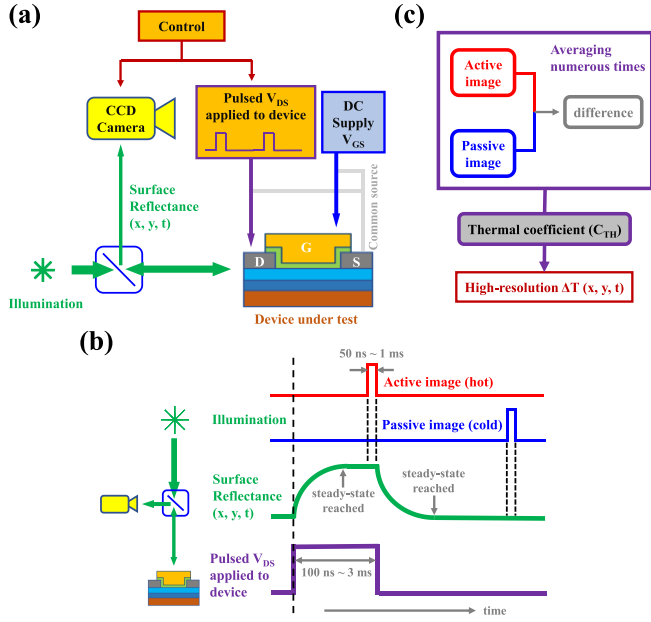 (a)
Control
CCD
Camera
Pulsed VDS
applied to device
DC
Supply
VGS
Surface
Reflectance
(x, y, t)
Common source
Illumination
G
D
S
Device under test
(c)
Averaging
numerous times
Active
image
difference
Passive
image
Thermal coefficient (CTH)
High-resolution ΔT (x, y, t)
(b)
50 ns ~ 1 ms
Active image (hot)
Illumination
Passive image (cold)
Surface
Reflectance
(x, y, t)
steady-state
reached
steady-state
reached
Pulsed VDS
applied to
device
100 ns ~ 3 ms
time